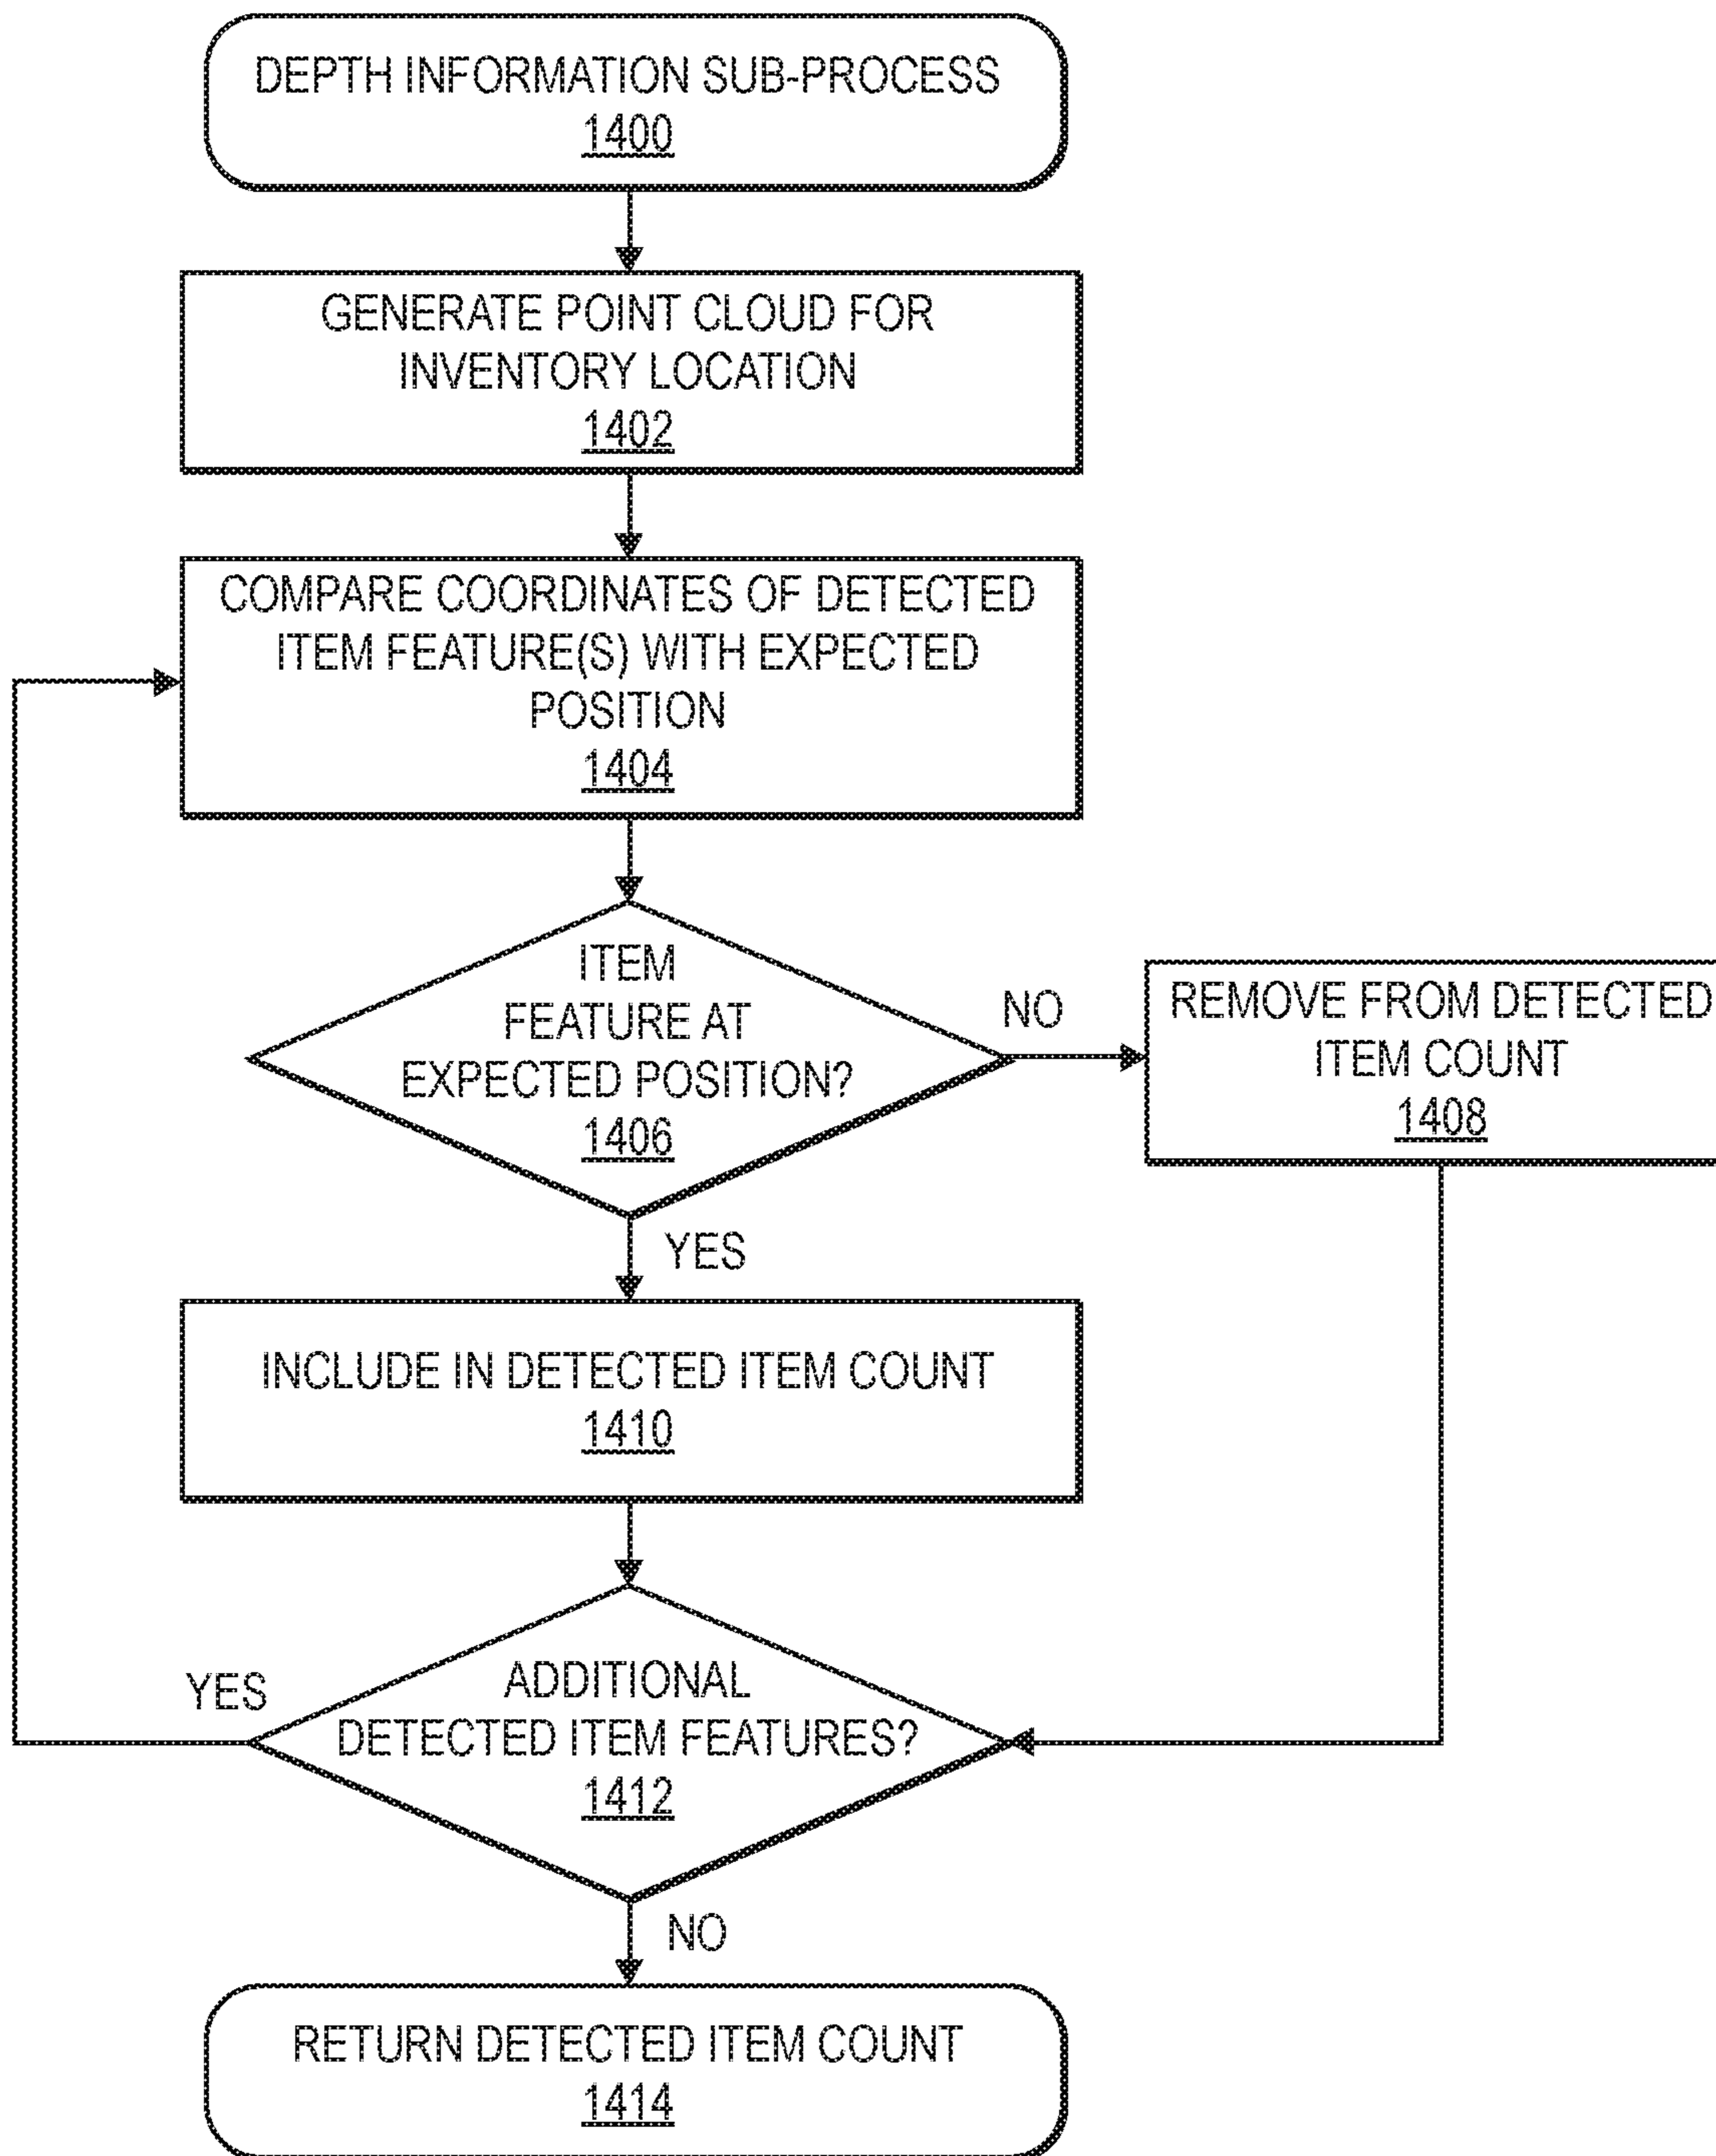 DEPTH INFORMATION SUB-PROCESS
1400
GENERATE POINT CLOUD FOR
INVENTORY LOCATION
1402
COMPARE COORDINATES OF DETECTED
ITEM FEATURE(S) WITH EXPECTED
POSITION
1404
ITEM
FEATURE AT
EXPECTED POSITION?
1406
NO
REMOVE FROM DETECTED
ITEM COUNT
1408
YES
INCLUDE IN DETECTED ITEM COUNT
1410
YES
ADDITIONAL
DETECTED ITEM FEATURES?
1412
NO
RETURN DETECTED ITEM COUNT
1414